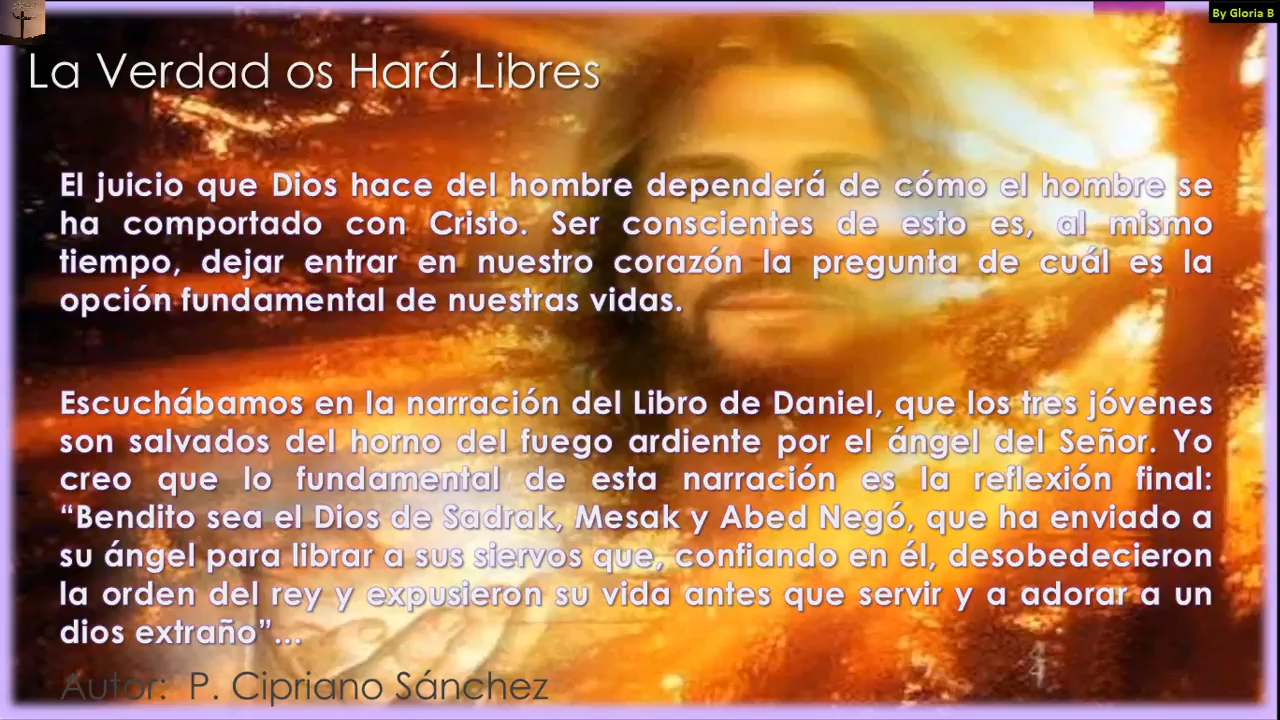 By Gloria B
La Verdad os Hará Libres
El juicio que Dios hace del hombre dependerá de cómo el hombre se
ha comportado con Cristo. Ser conscientes de esto es, al mismo
tiempo, dejar entrar en nuestro corazón la pregunta de cuál es la
opción fundamental de nuestras vidas.
Escuchábamos en la narración del Libro de Daniel, que los tres jóvenes
son salvados del horno del fuego ardiente por el ángel del Señor. Yo
creo que lo fundamental de esta narración es la reflexión final:
“Bendito sea el Dios de Sadrak, Mesak y Abed Negó, que ha enviado a
su ángel para librar a sus siervos que, confiando en él, desobedecieron
la orden del rey y expusieron su vida antes que servir y a adorar a un
dios extraño”...
Autor: P. Cipriano Sánchez